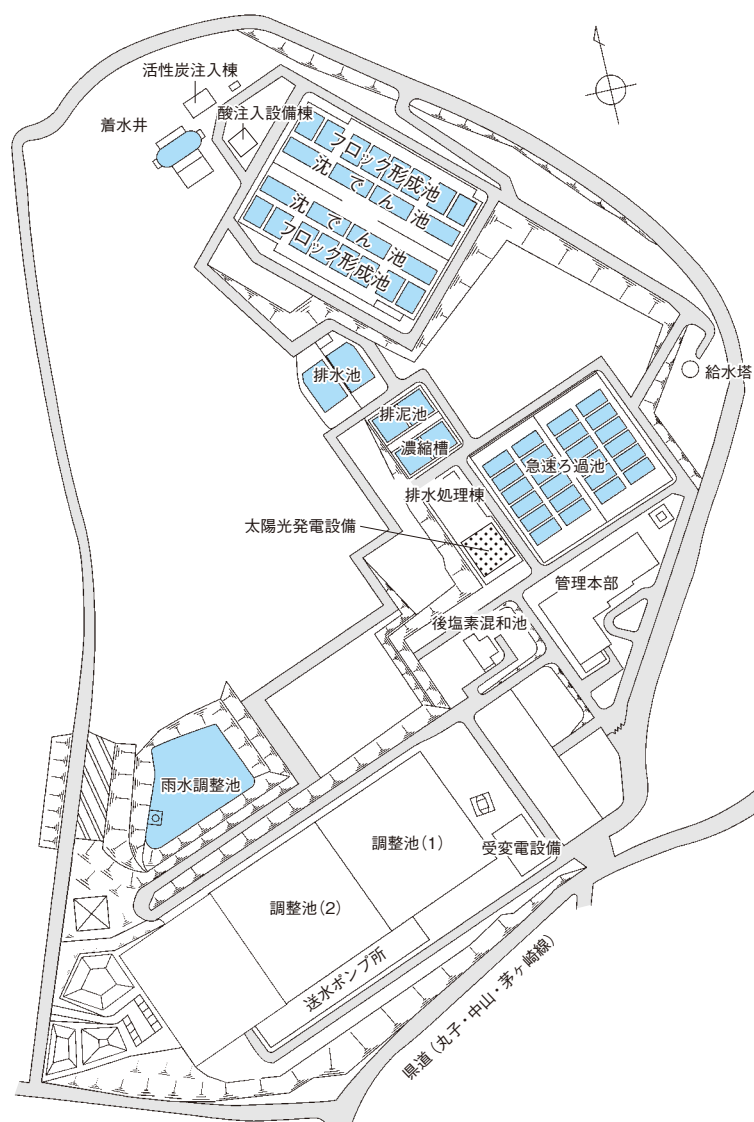 活性炭注入棟
酸注入設備棟
着水井
フロック形成池
沈でん池
沈でん池
フロック形成池
排水池
給水塔
排泥池
濃縮槽
急速ろ過池
排水処理棟
太陽光発電設備
管理本部
後塩素混和池
雨水調整池
調整池(1)
受変電設備
調整池(2)
送水ポンプ所
県道(丸子・中山・茅ヶ崎線)